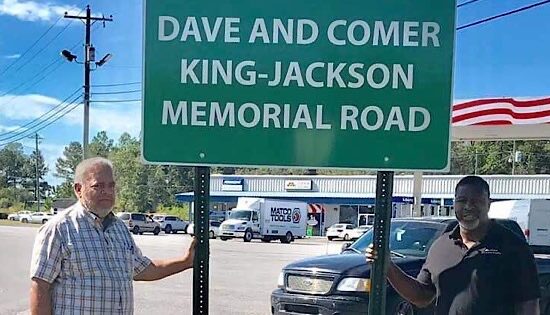 DAVE AND COMER
KING-JACKSON
MEMORIAL ROAD
MATCO
TOOLS